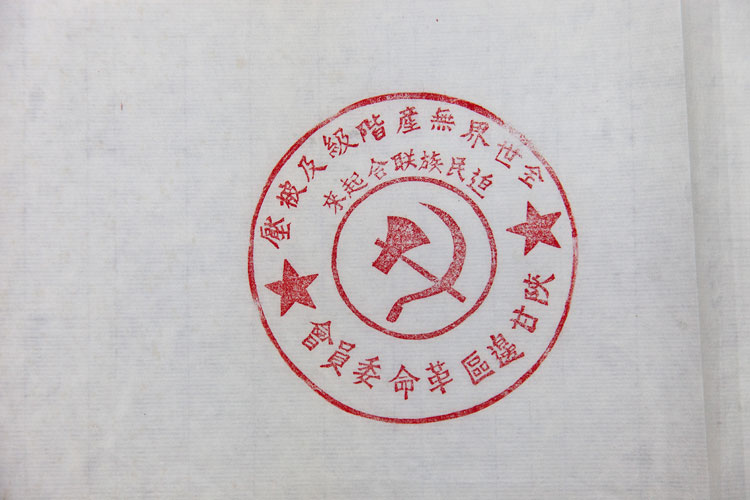 全世界無產階級及被壓
迫民族联合起来
陝甘邊區革命委員會